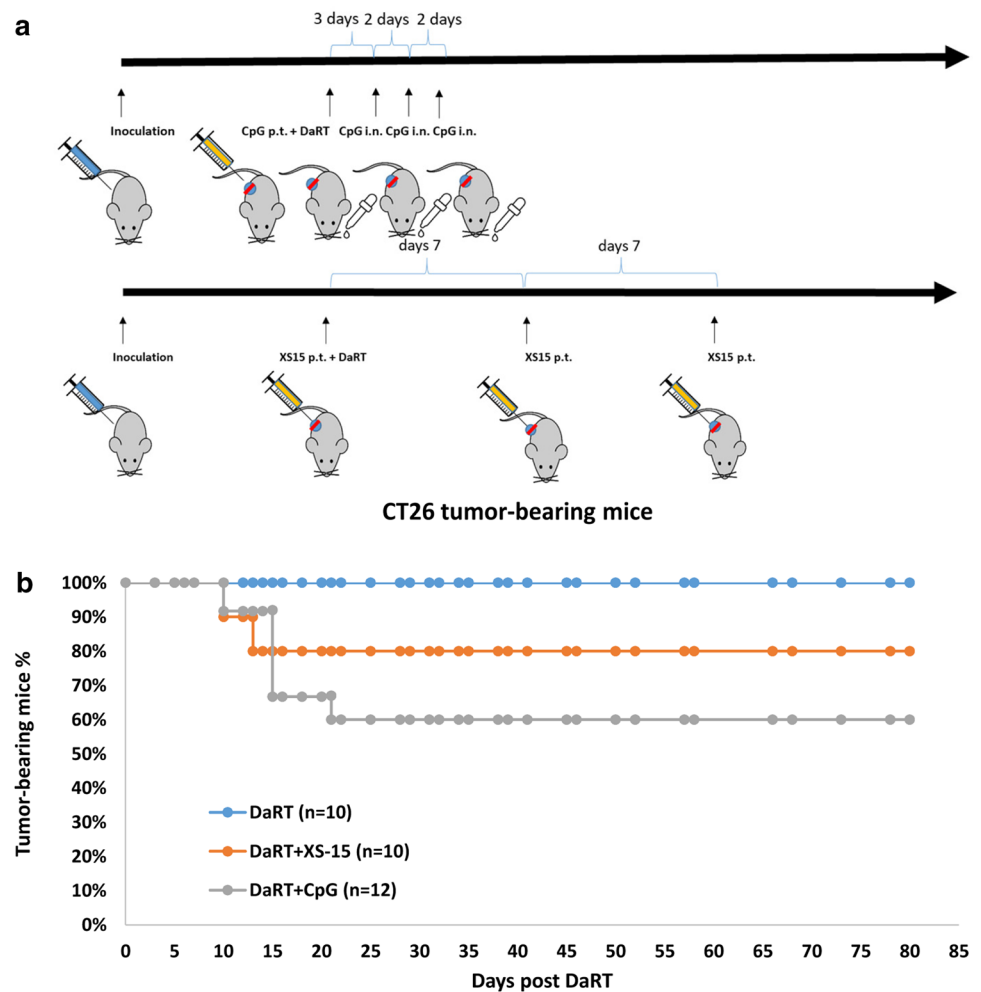 a
3 days 2 days 2 days
Inoculation CpG p.t. + DaRT CpG i.n. CpG i.n. CpG i.n.
days 7 days 7
Inoculation XS15 p.t. + DaRT XS15 p.t. XS15 p.t.
CT26 tumor-bearing mice
b
Tumor-bearing mice %
100%
90%
80%
70%
60%
50%
40%
30%
20%
10%
0%
DaRT (n=10)
DaRT+XS-15 (n=10)
DaRT+CpG (n=12)
0 5 10 15 20 25 30 35 40 45 50 55 60 65 70 75 80 85
Days post DaRT